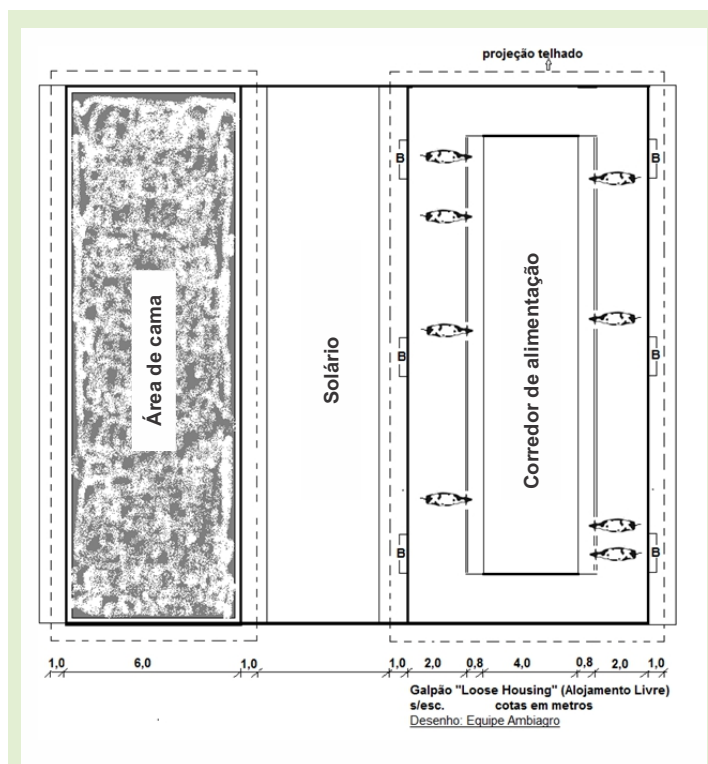 projeção telhado
B
B
B
B
B
B
Área de cama
Solário
Corredor de alimentação
1,0 6,0 1,0 1,0 2,0 0,8 4,0 0,8 2,0 1,0
Galpão "Loose Housing" (Alojamento Livre)
s/esc. cotas em metros
Desenho: Equipe Ambiagro